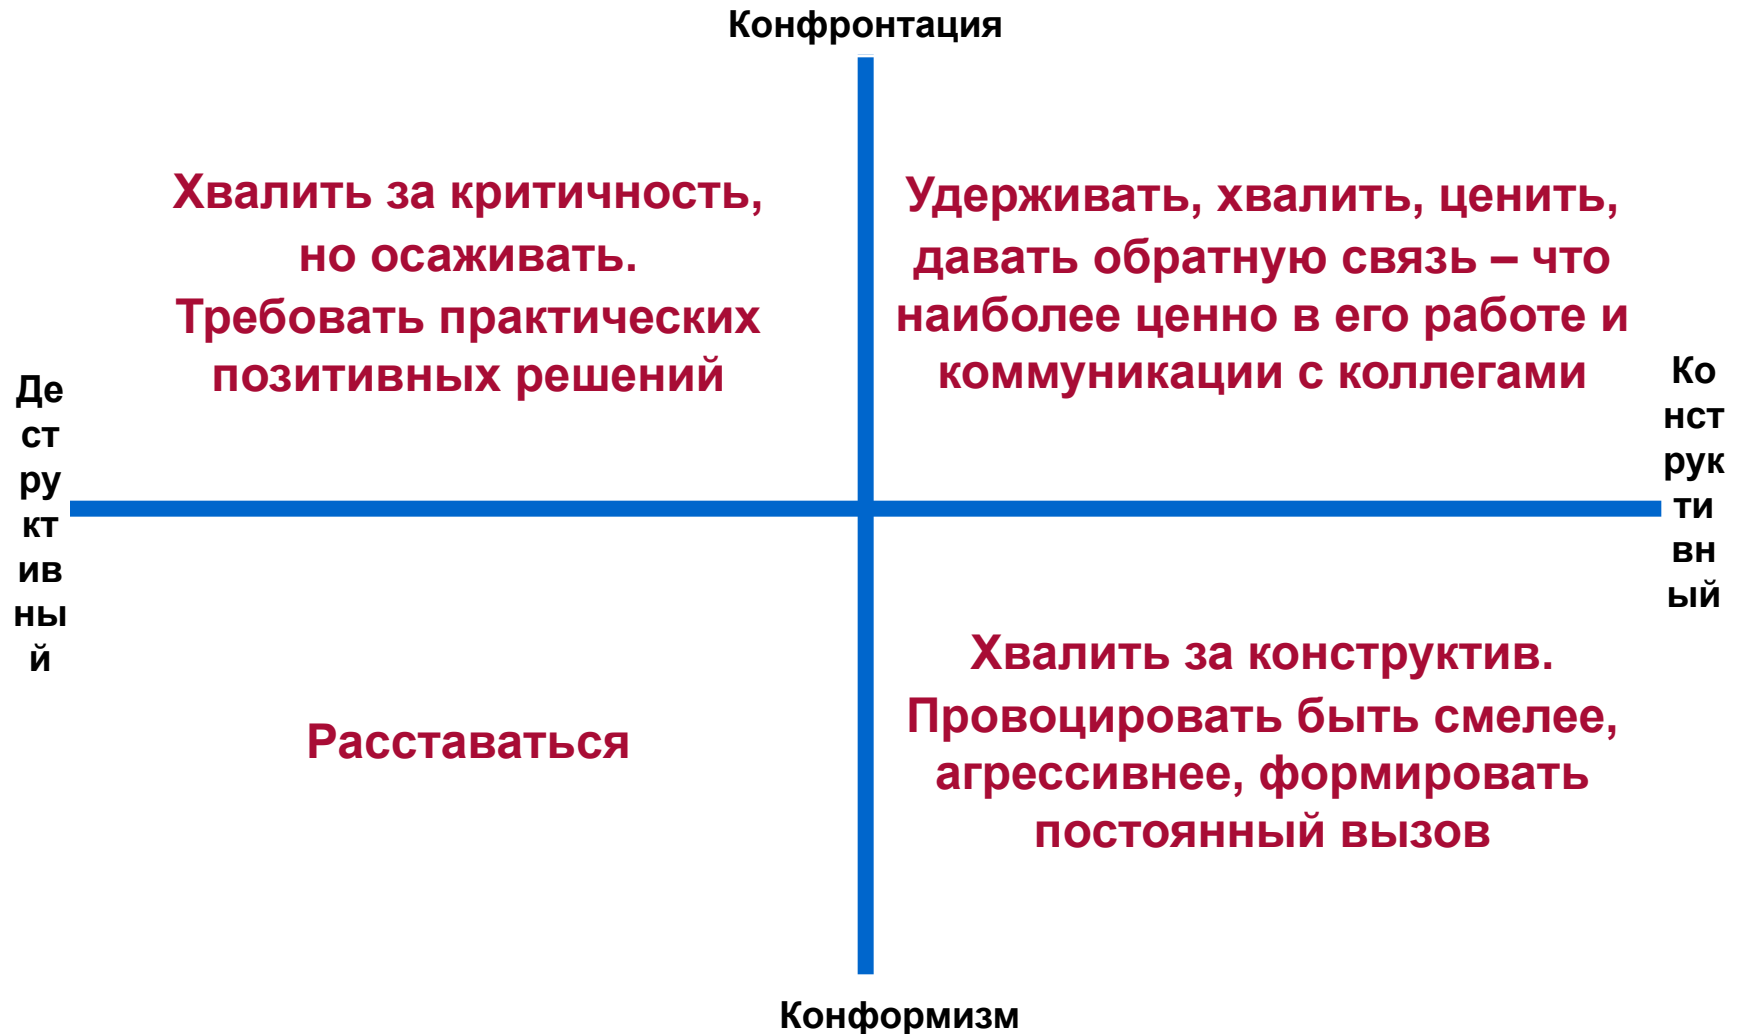 Конфронтация
Хвалить за критичность,
но осаживать.
Требовать практических
позитивных решений
Удерживать, хвалить, ценить,
давать обратную связь – что
наиболее ценно в его работе и
коммуникации с коллегами
Де
ст
ру
кт
ив
ны
й
Ко
нст
рук
ти
вн
ый
Расставаться
Хвалить за конструктив.
Провоцировать быть смелее,
агрессивнее, формировать
постоянный вызов
Конформизм